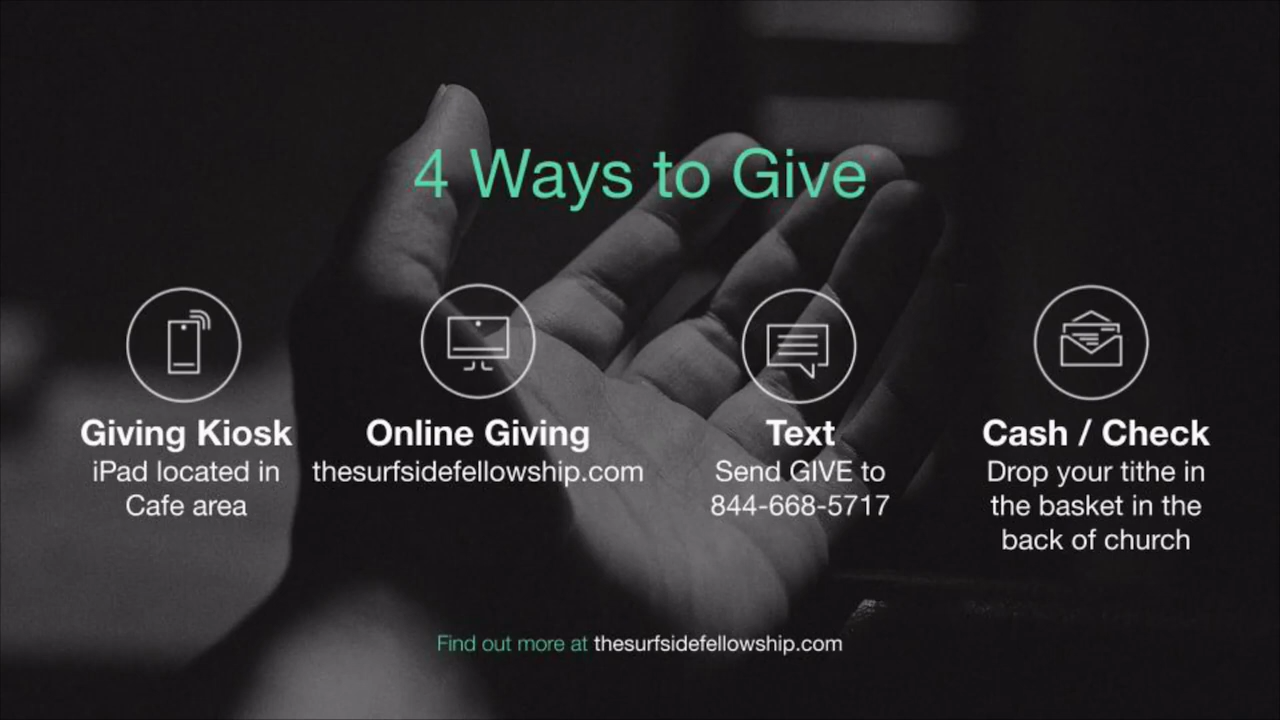 4 Ways to Give
Giving Kiosk
iPad located in
Cafe area
Online Giving
thesurfsidefellowship.com
Text
Send GIVE to
844-668-5717
Cash / Check
Drop your tithe in
the basket in the
back of church
Find out more at thesurfsidefellowship.com